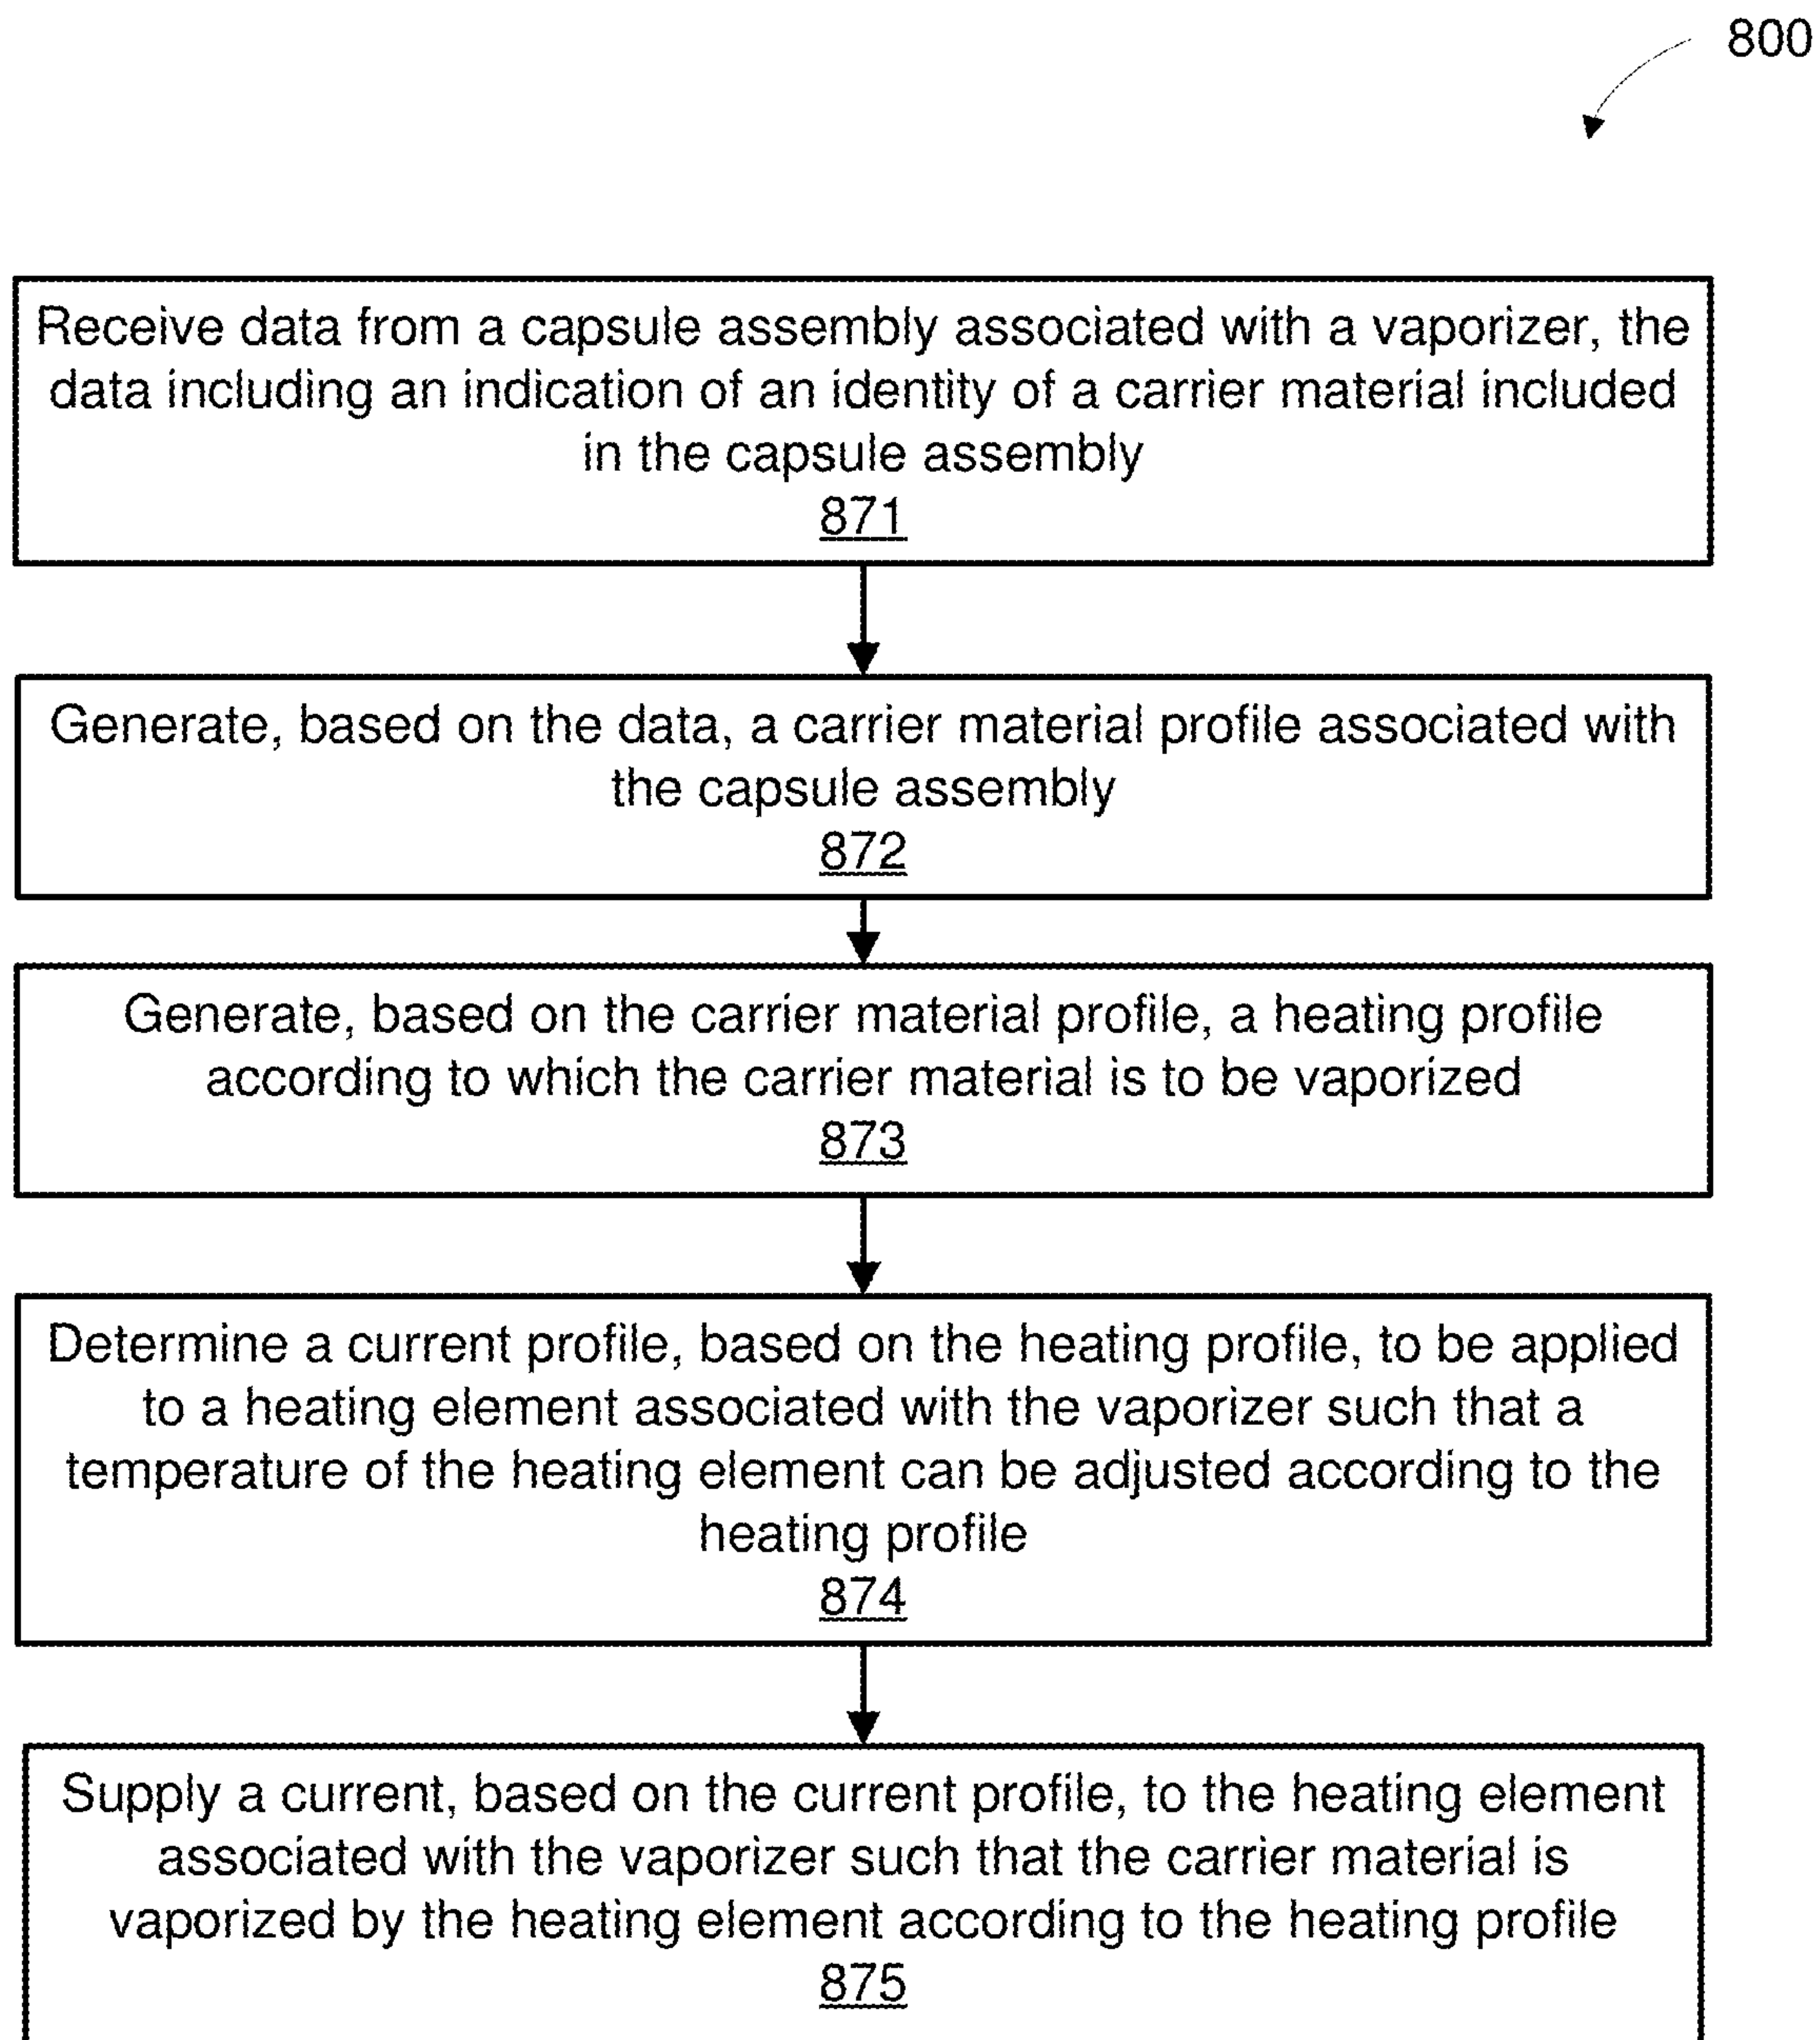 800
Receive data from a capsule assembly associated with a vaporizer, the
data including an indication of an identity of a carrier material included
in the capsule assembly
871
Generate, based on the data, a carrier material profile associated with
the capsule assembly
872
Generate, based on the carrier material profile, a heating profile
according to which the carrier material is to be vaporized
873
Determine a current profile, based on the heating profile, to be applied
to a heating element associated with the vaporizer such that a
temperature of the heating element can be adjusted according to the
heating profile
874
Supply a current, based on the current profile, to the heating element
associated with the vaporizer such that the carrier material is
vaporized by the heating element according to the heating profile
875